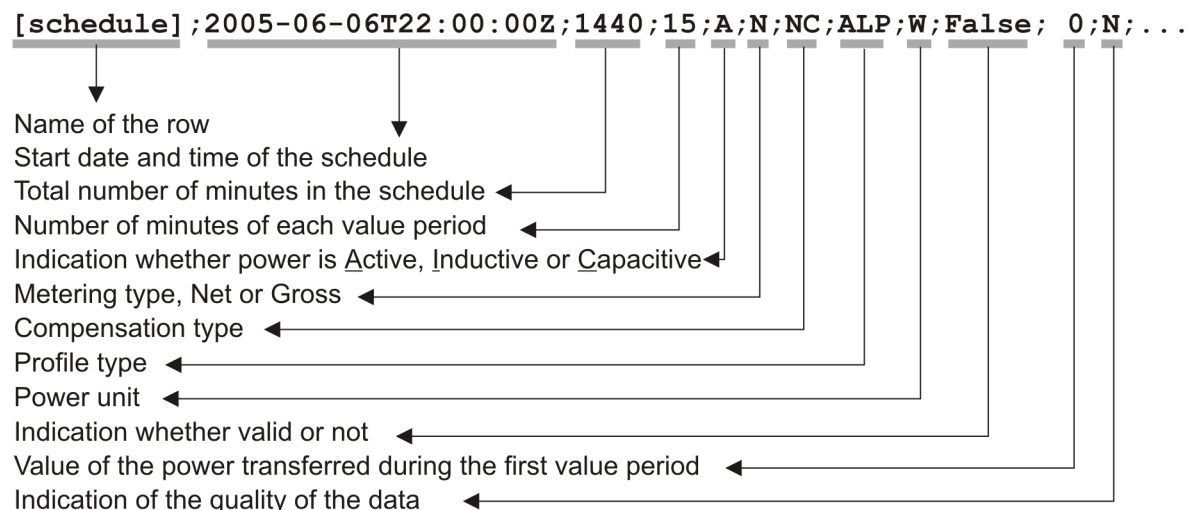 [schedule];2005-06-06T22:00:00Z;1440;15;A;N;NC;ALP;W;False; 0;N;...
Name of the row
Start date and time of the schedule
Total number of minutes in the schedule
Number of minutes of each value period
Indication whether power is Active, Inductive or Capacitive
Metering type, Net or Gross
Compensation type
Profile type
Power unit
Indication whether valid or not
Value of the power transferred during the first value period
Indication of the quality of the data